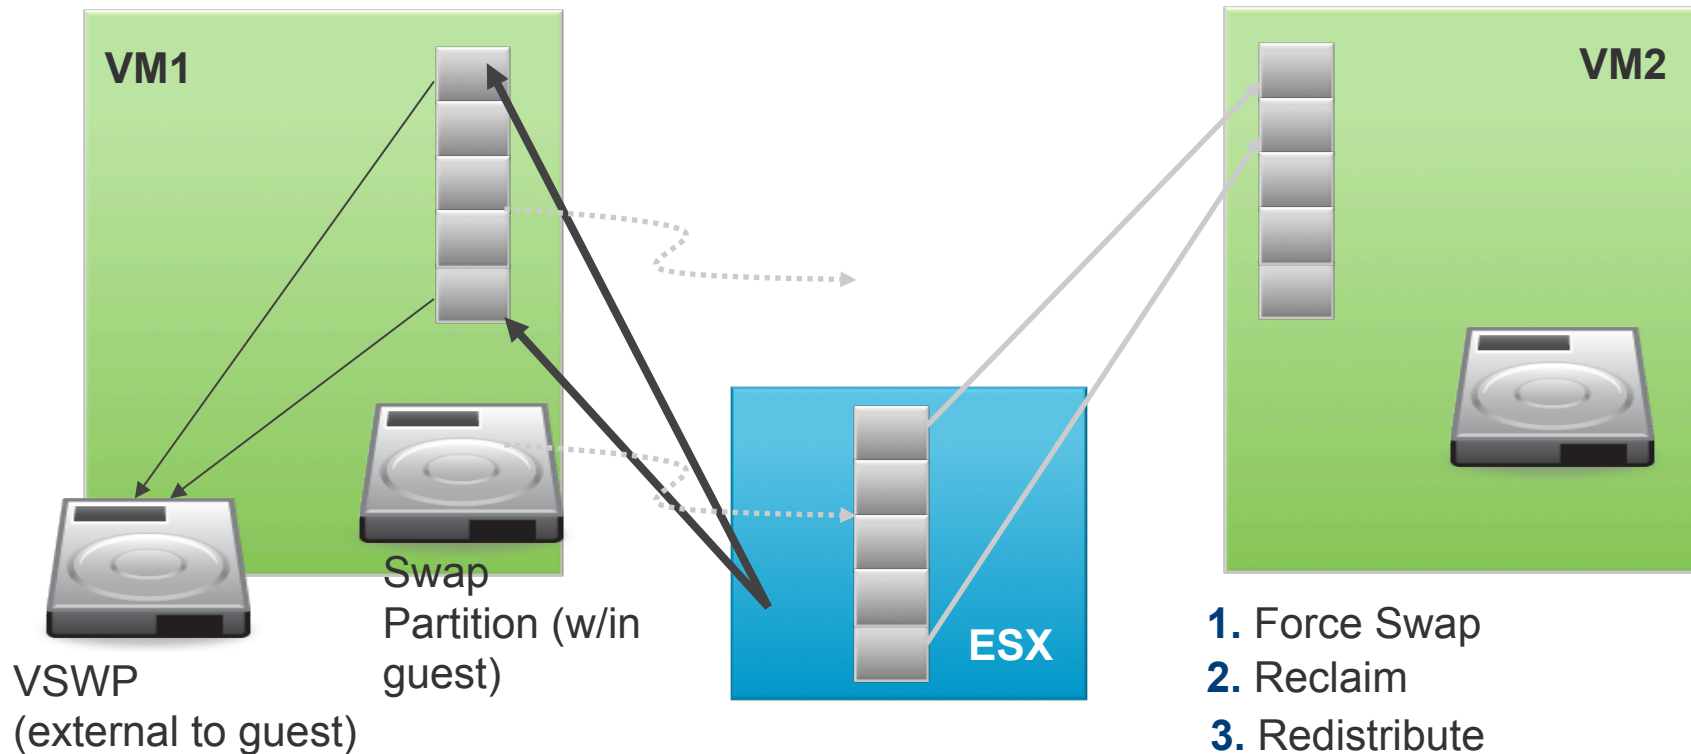 VM1
VM2
Swap
Partition (w/in
guest)
VSWP
(external to guest)
ESX
1. Force Swap
2. Reclaim
3. Redistribute